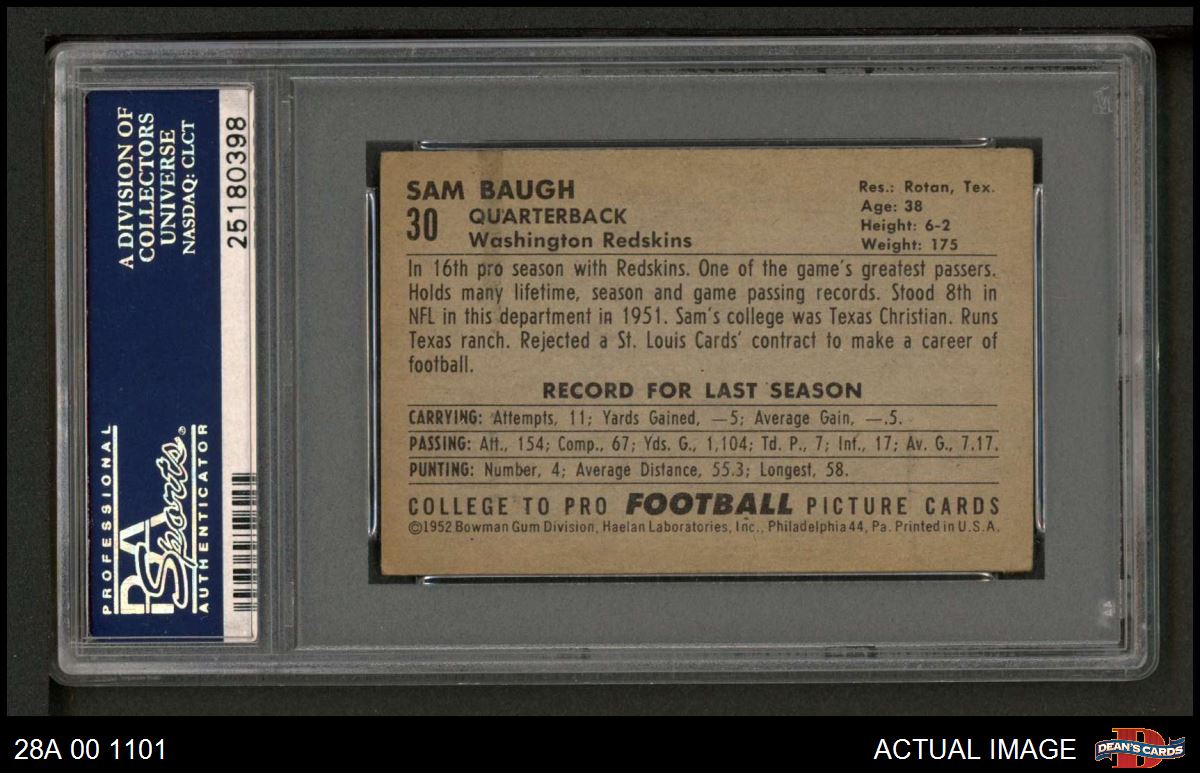 A DIVISION OF
COLLECTORS
UNIVERSE
NASDAQ: CLCT
25180398
PROFESSIONAL
PSA
Sports®
AUTHENTICATOR
SAM BAUGH
30
QUARTERBACK
Washington Redskins
Res.: Rotan, Tex.
Age: 38
Height: 6-2
Weight: 175
In 16th pro season with Redskins. One of the game's greatest passers.
Holds many lifetime, season and game passing records. Stood 8th in
NFL in this department in 1951. Sam's college was Texas Christian. Runs
Texas ranch. Rejected a St. Louis Cards' contract to make a career of
football.
RECORD FOR LAST SEASON
CARRYING: Attempts, 11; Yards Gained, —5; Average Gain, —.5.
PASSING: Att., 154; Comp., 67; Yds. G., 1,104; Td. P., 7; Int., 17; Av. G., 7.17.
PUNTING: Number, 4; Average Distance, 55.3; Longest, 58.
COLLEGE TO PRO FOOTBALL PICTURE CARDS
©1952 Bowman Gum Division, Haelan Laboratories, Inc., Philadelphia 44, Pa. Printed in U.S.A.
28A 00 1101
ACTUAL IMAGE
DEAN'S CARDS